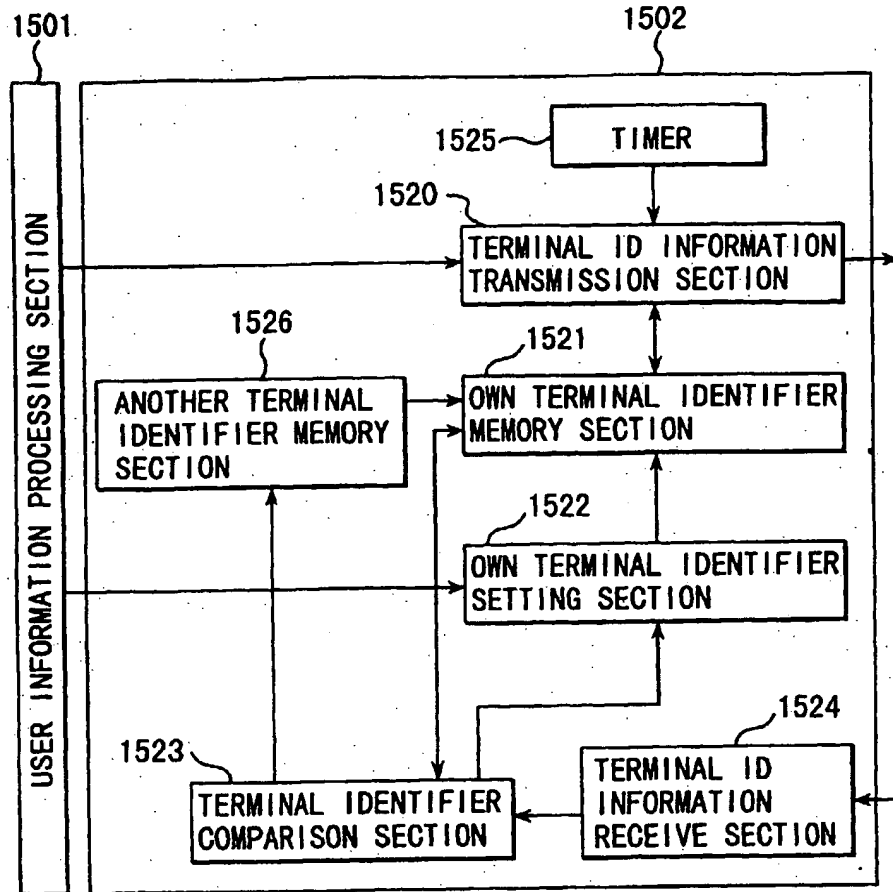 1501
1502
USER INFORMATION PROCESSING SECTION
1525
TIMER
1520
TERMINAL ID INFORMATION
TRANSMISSION SECTION
1526
1521
ANOTHER TERMINAL
IDENTIFIER MEMORY
SECTION
OWN TERMINAL IDENTIFIER
MEMORY SECTION
1522
OWN TERMINAL IDENTIFIER
SETTING SECTION
1523
1524
TERMINAL IDENTIFIER
COMPARISON SECTION
TERMINAL ID
INFORMATION
RECEIVE SECTION